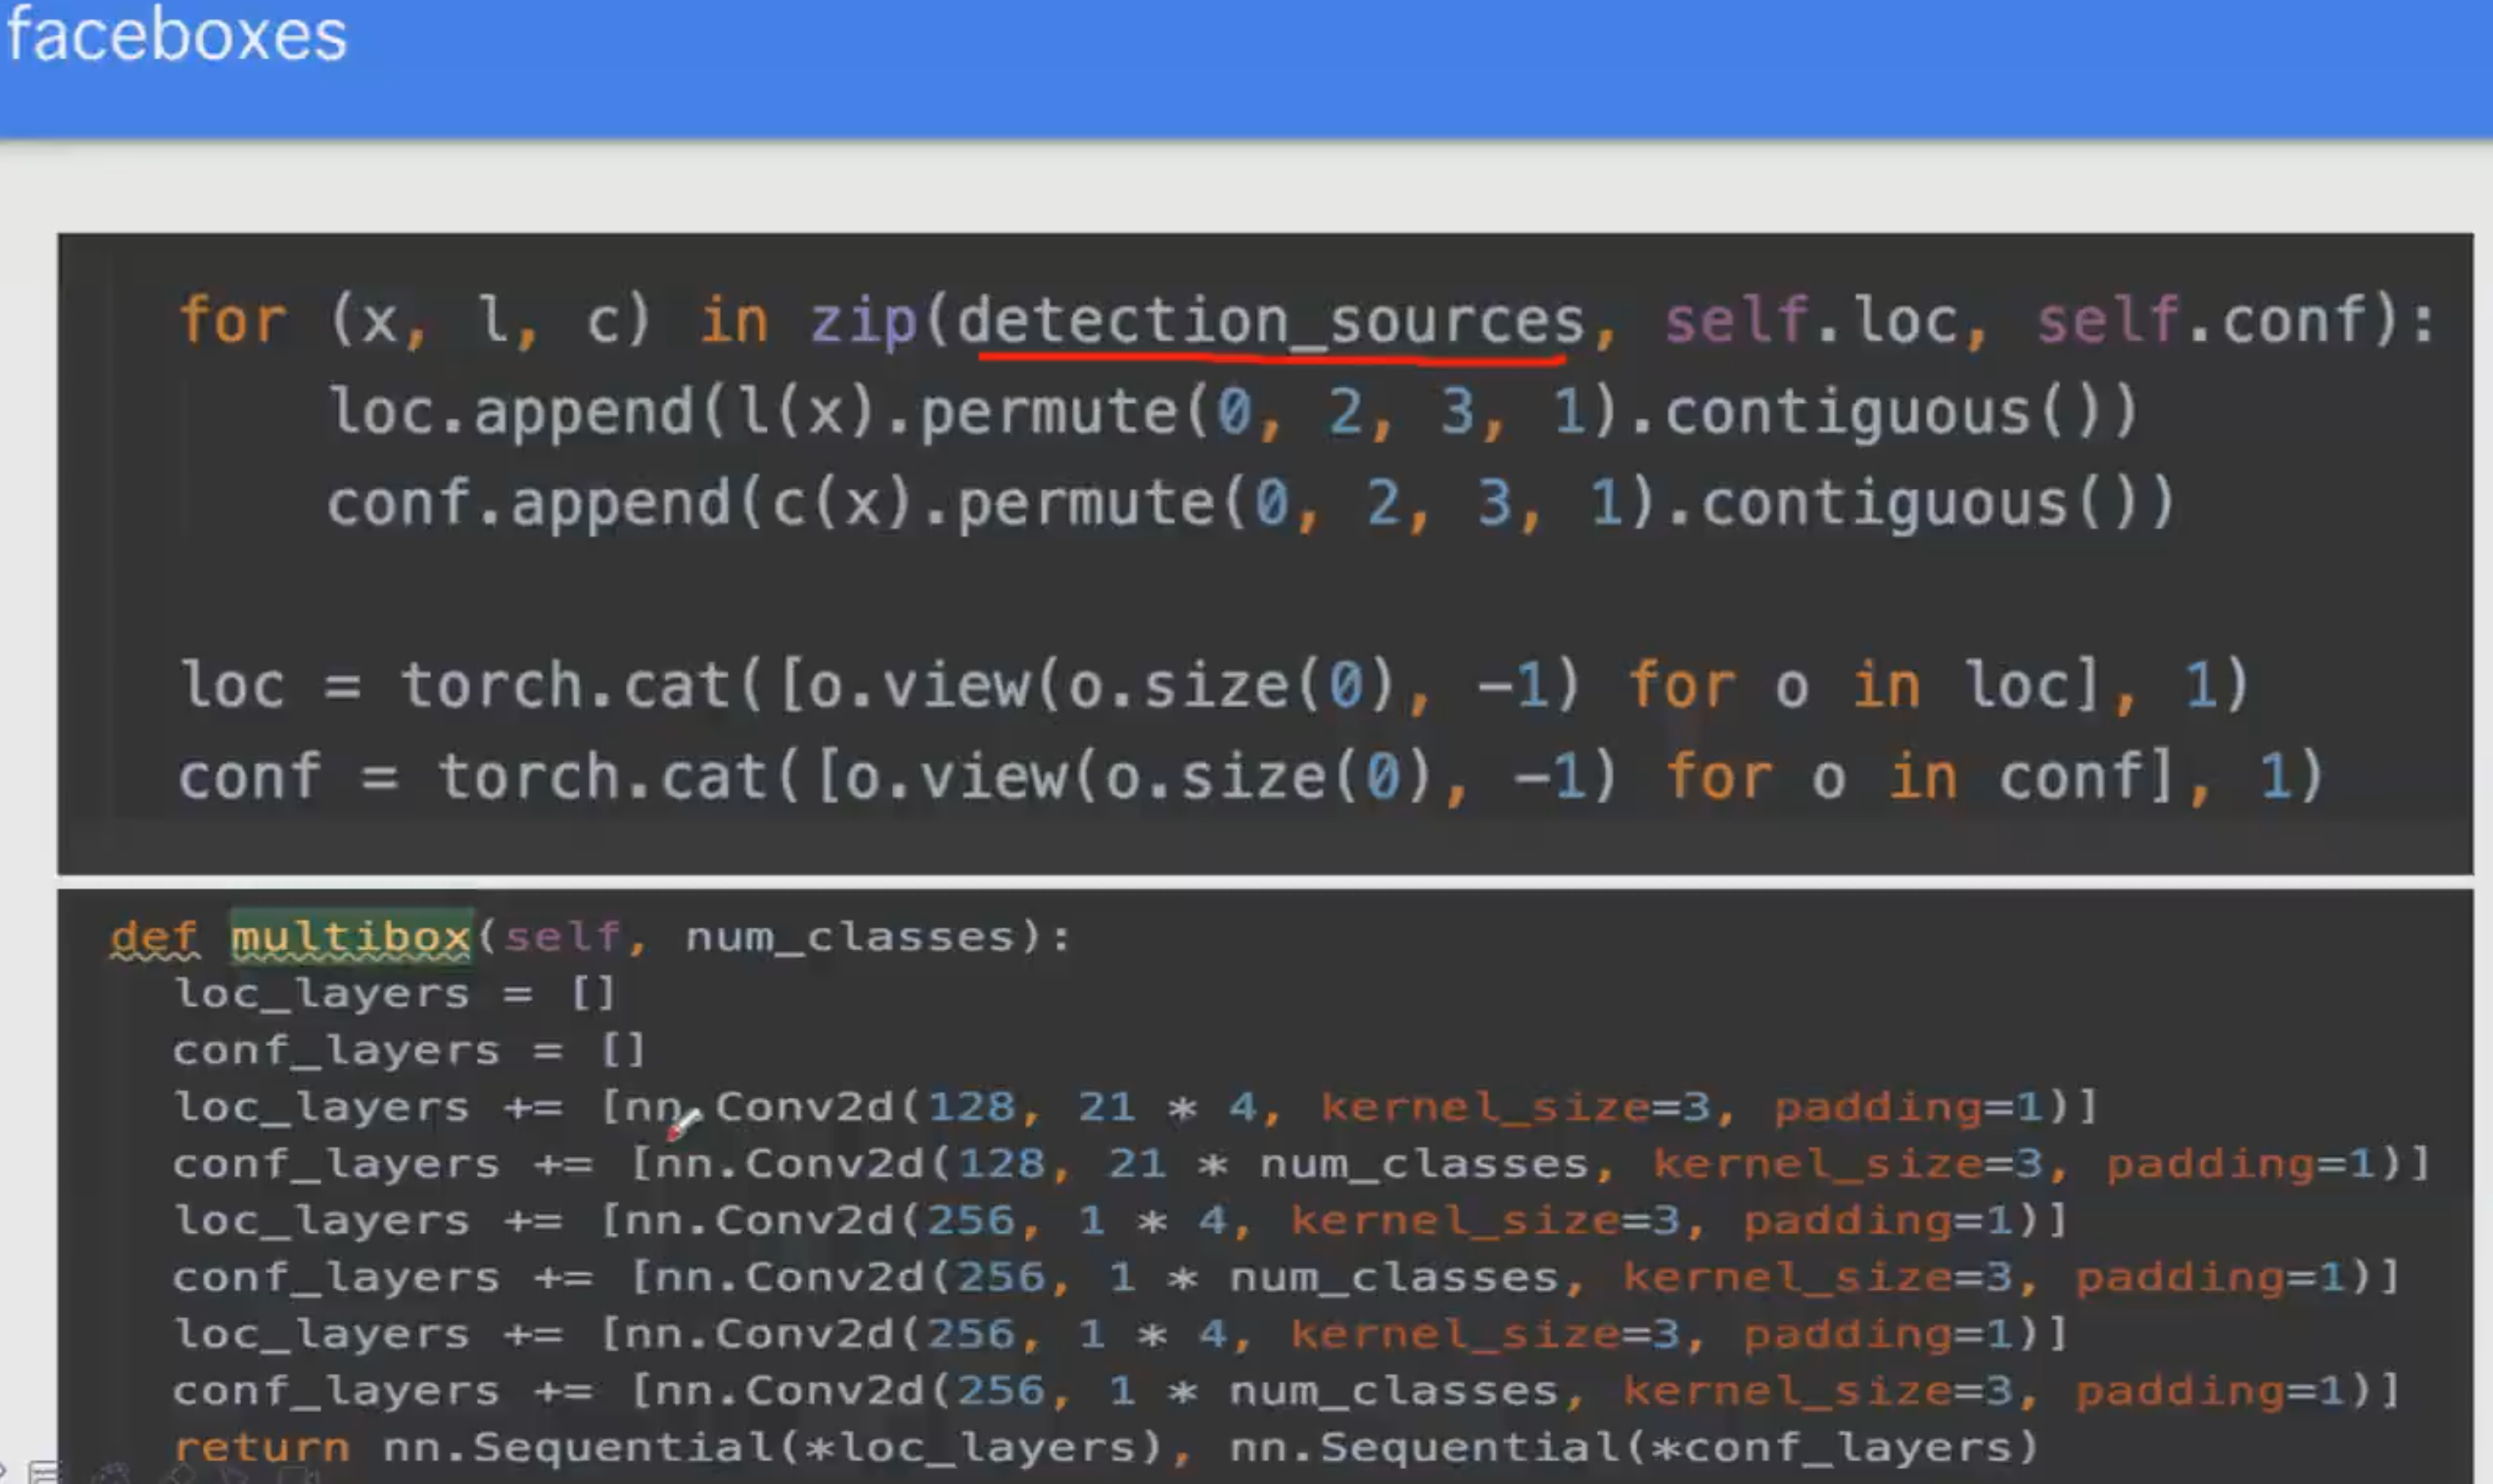 faceboxes
for (x, l, c) in zip(detection_sources, self.loc, self.conf):
loc.append(l(x).permute(0, 2, 3, 1).contiguous())
conf.append(c(x).permute(0, 2, 3, 1).contiguous())
loc = torch.cat([o.view(o.size(0), -1) for o in loc], 1)
conf = torch.cat([o.view(o.size(0), -1) for o in conf], 1)
def multibox(self, num_classes):
loc_layers = []
conf_layers = []
loc_layers += [nn.Conv2d(128, 21 * 4, kernel_size=3, padding=1)]
conf_layers += [nn.Conv2d(128, 21 * num_classes, kernel_size=3, padding=1)]
loc_layers += [nn.Conv2d(256, 1 * 4, kernel_size=3, padding=1)]
conf_layers += [nn.Conv2d(256, 1 * num_classes, kernel_size=3, padding=1)]
loc_layers += [nn.Conv2d(256, 1 * 4, kernel_size=3, padding=1)]
conf_layers += [nn.Conv2d(256, 1 * num_classes, kernel_size=3, padding=1)]
return nn.Sequential(*loc_layers), nn.Sequential(*conf_layers)